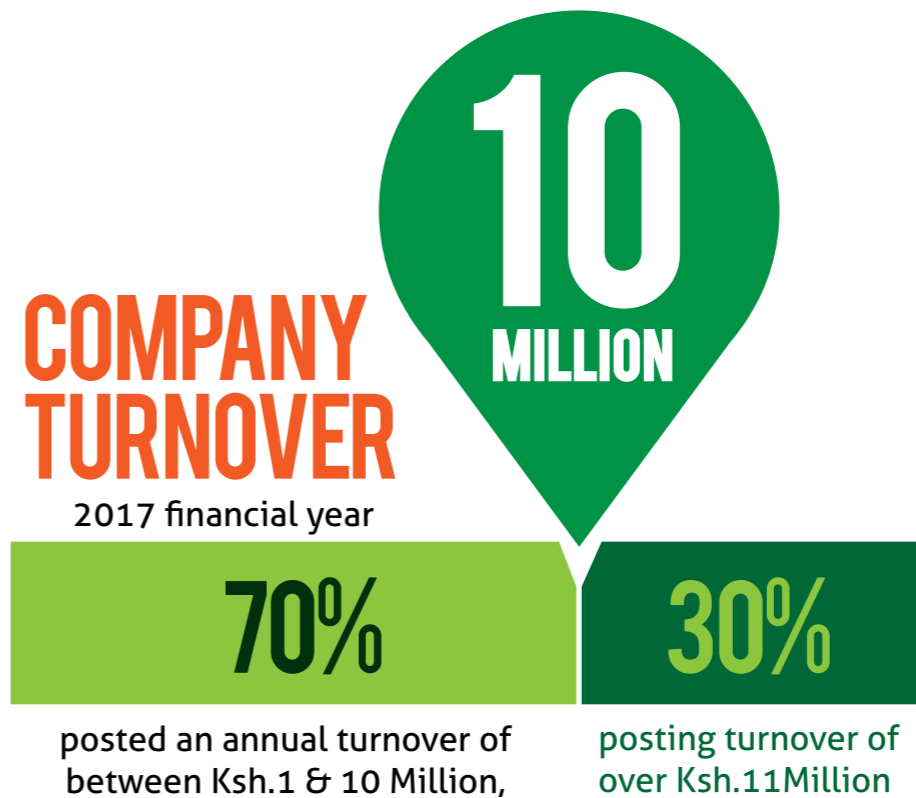 10
MILLION
COMPANY
TURNOVER
2017 financial year
70%
posted an annual turnover of
between Ksh.1 & 10 Million,
30%
posting turnover of
over Ksh.11Million